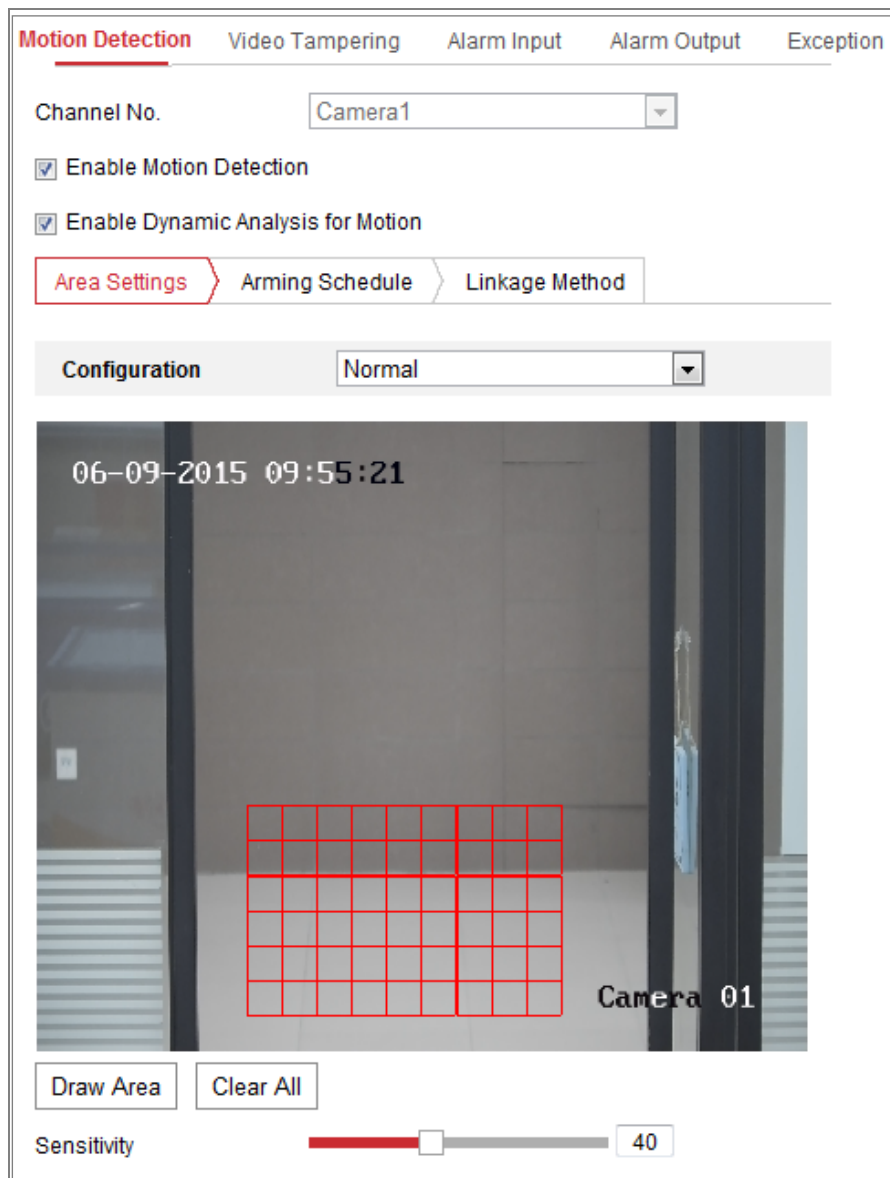 Motion Detection Video Tampering Alarm Input Alarm Output Exception
Channel No. Camera1
Enable Motion Detection
Enable Dynamic Analysis for Motion
Area Settings Arming Schedule Linkage Method
Configuration Normal
06-09-2015 09:55:21
Camera 01
Draw Area Clear All
Sensitivity 40